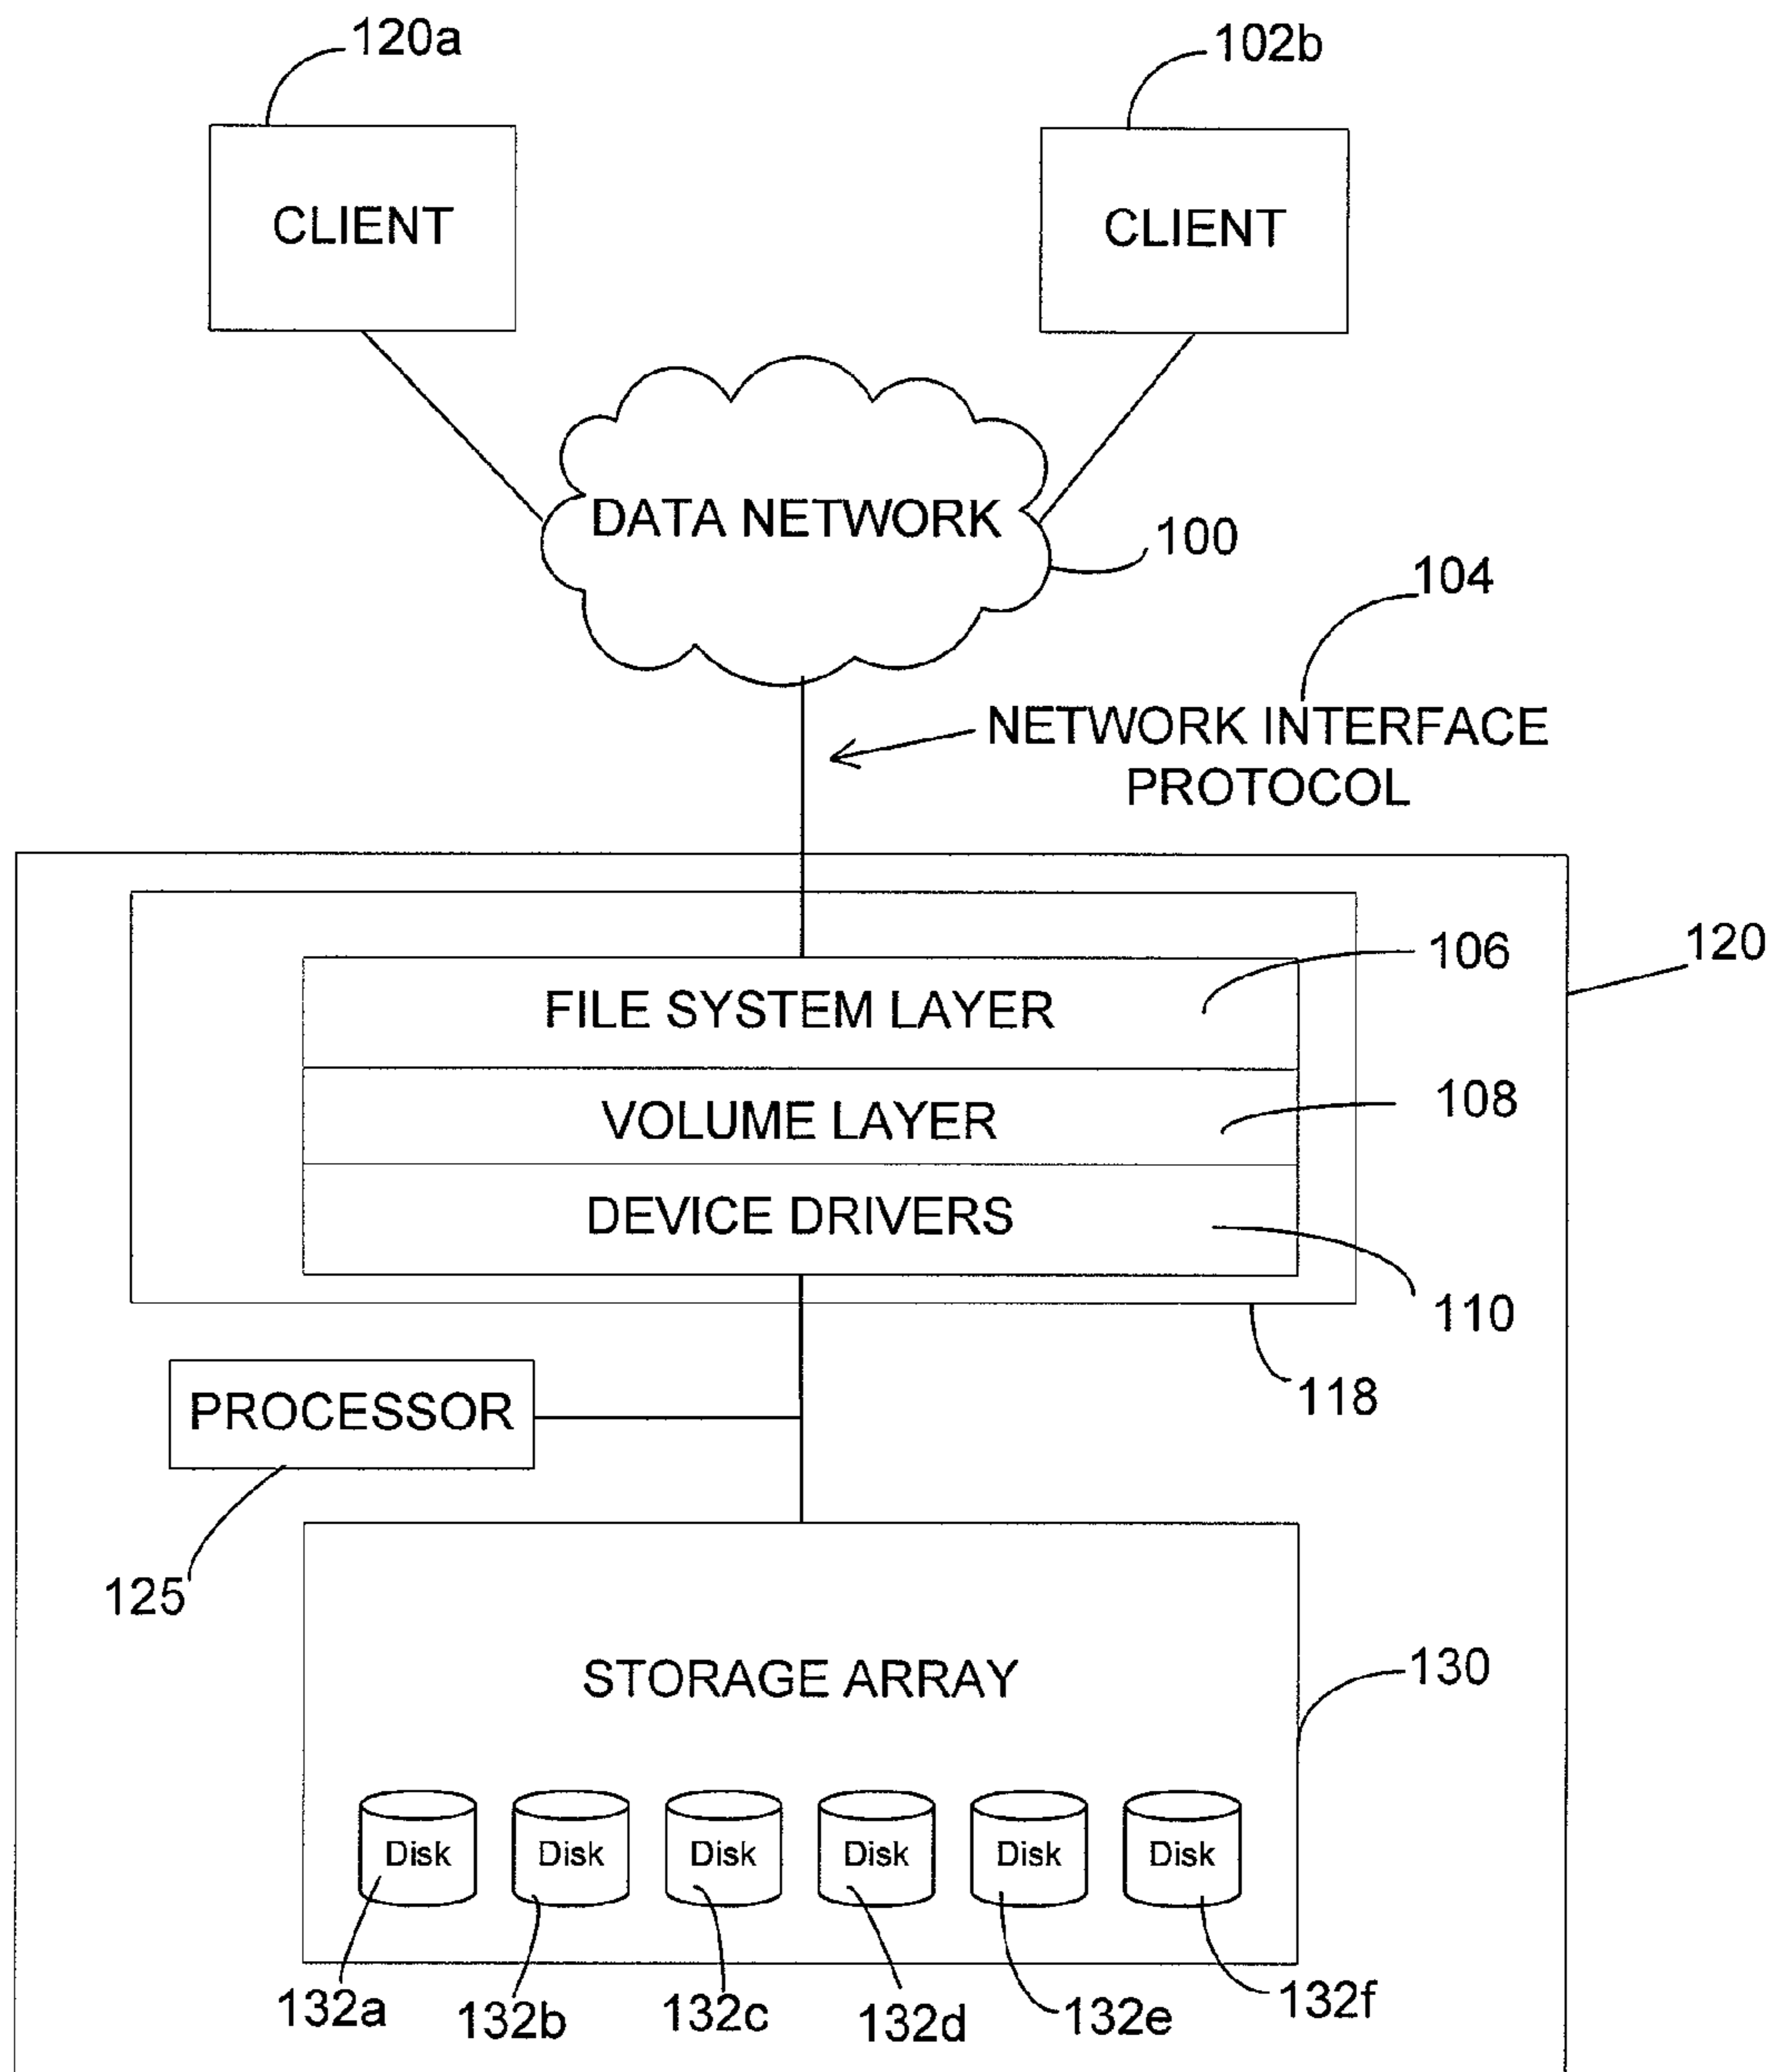 120a
102b
CLIENT
CLIENT
DATA NETWORK
100
104
NETWORK INTERFACE
PROTOCOL
106
120
FILE SYSTEM LAYER
108
VOLUME LAYER
DEVICE DRIVERS
110
118
PROCESSOR
125
STORAGE ARRAY
130
Disk
Disk
Disk
Disk
Disk
Disk
132a
132b
132c
132d
132e
132f